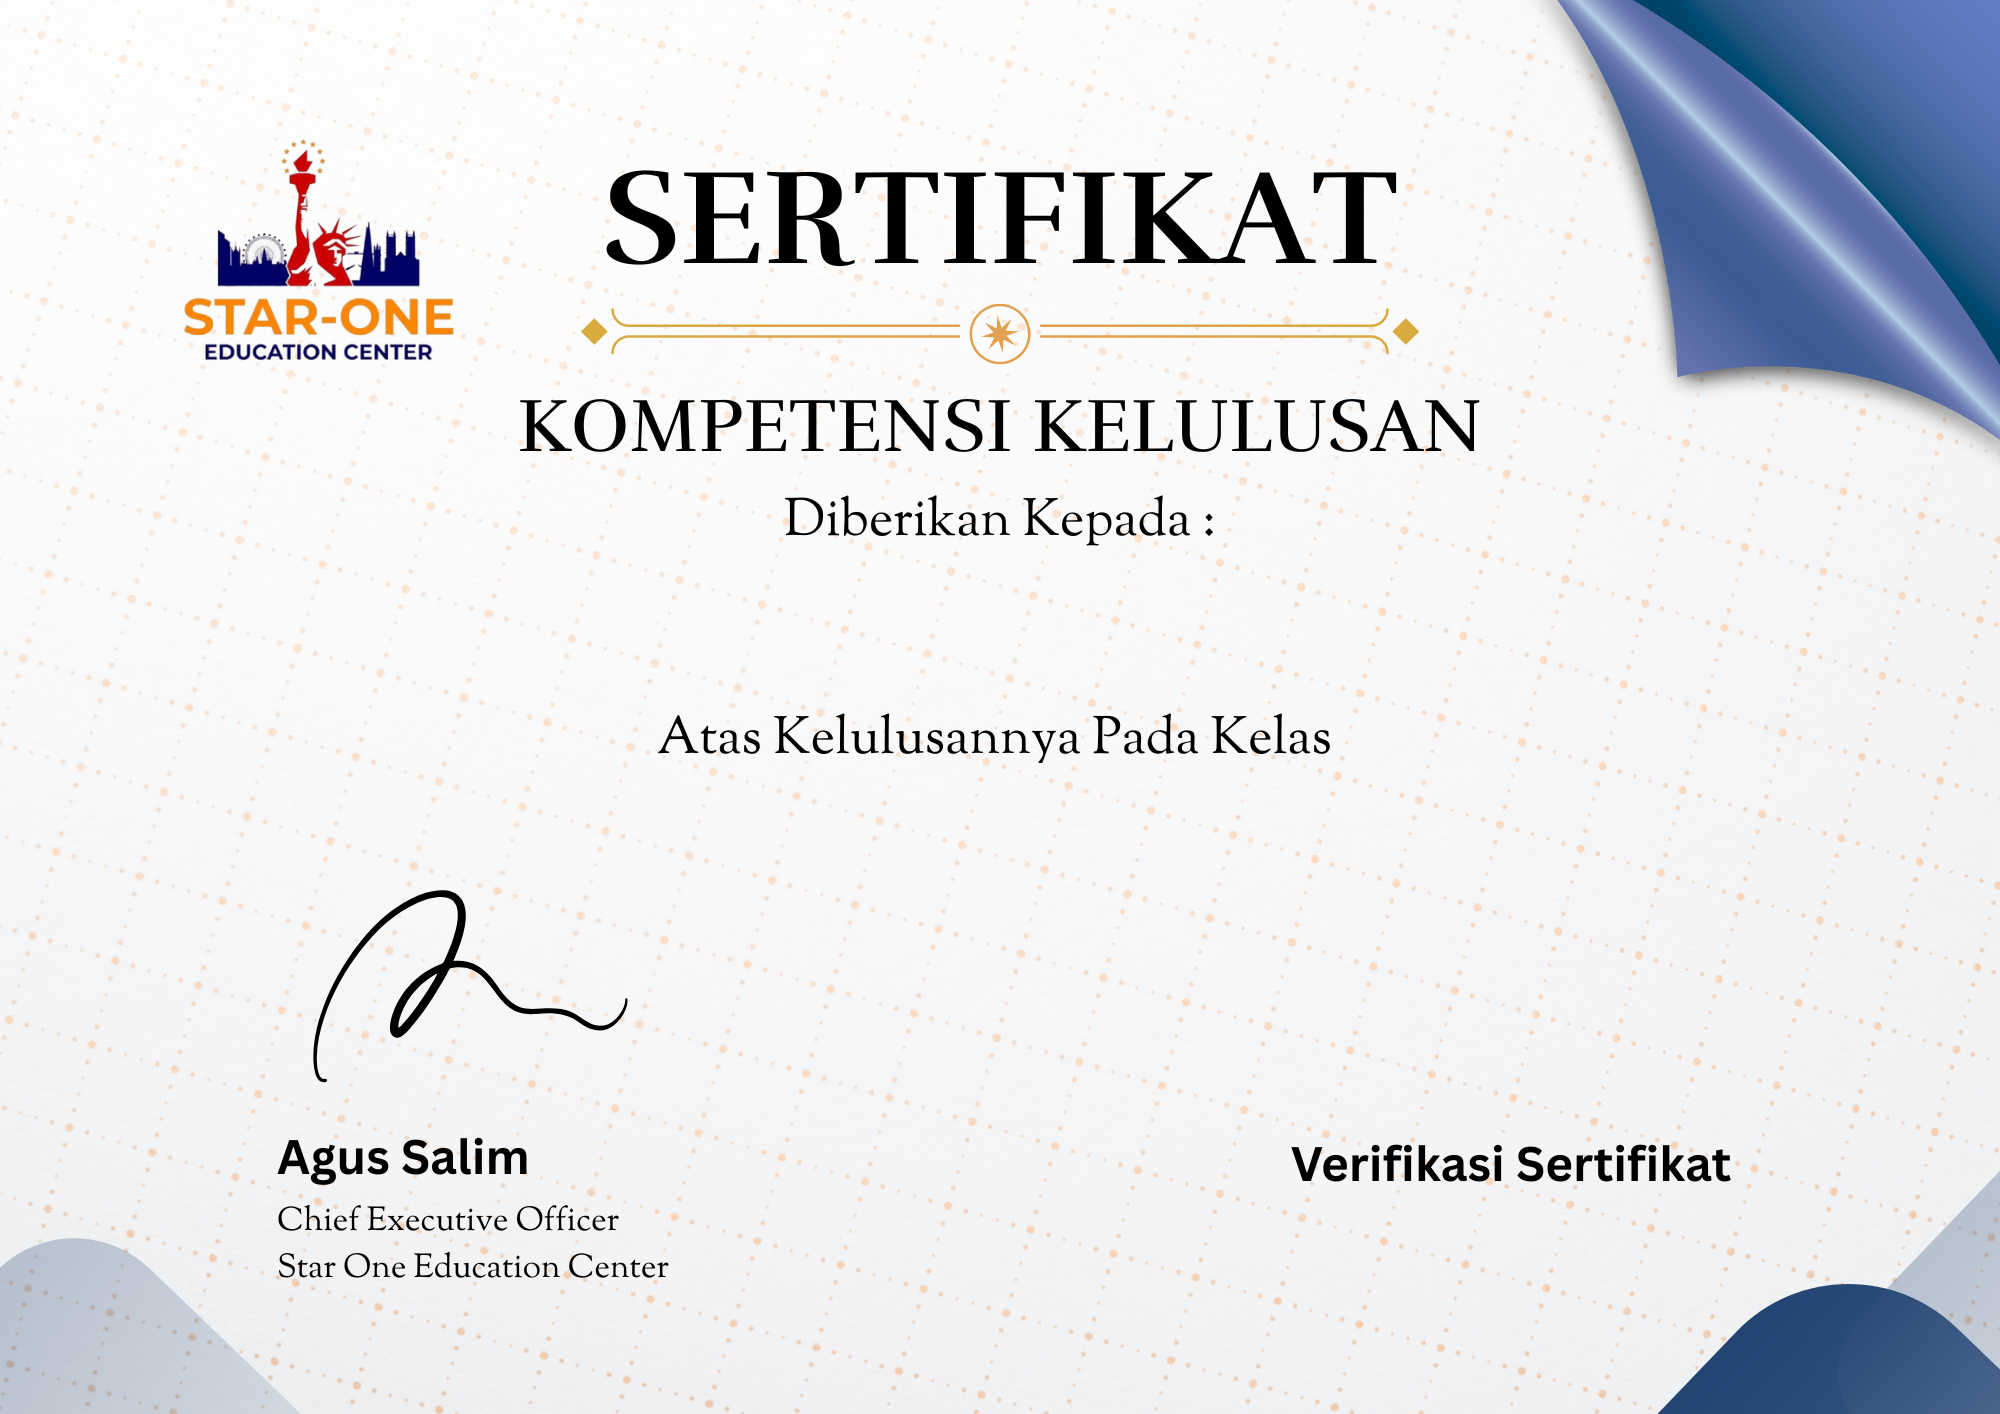 STAR-ONE
EDUCATION CENTER
SERTIFIKAT
KOMPETENSI KELULUSAN
Diberikan Kepada :
Atas Kelulusannya Pada Kelas
Agus Salim
Chief Executive Officer
Star One Education Center
Verifikasi Sertifikat